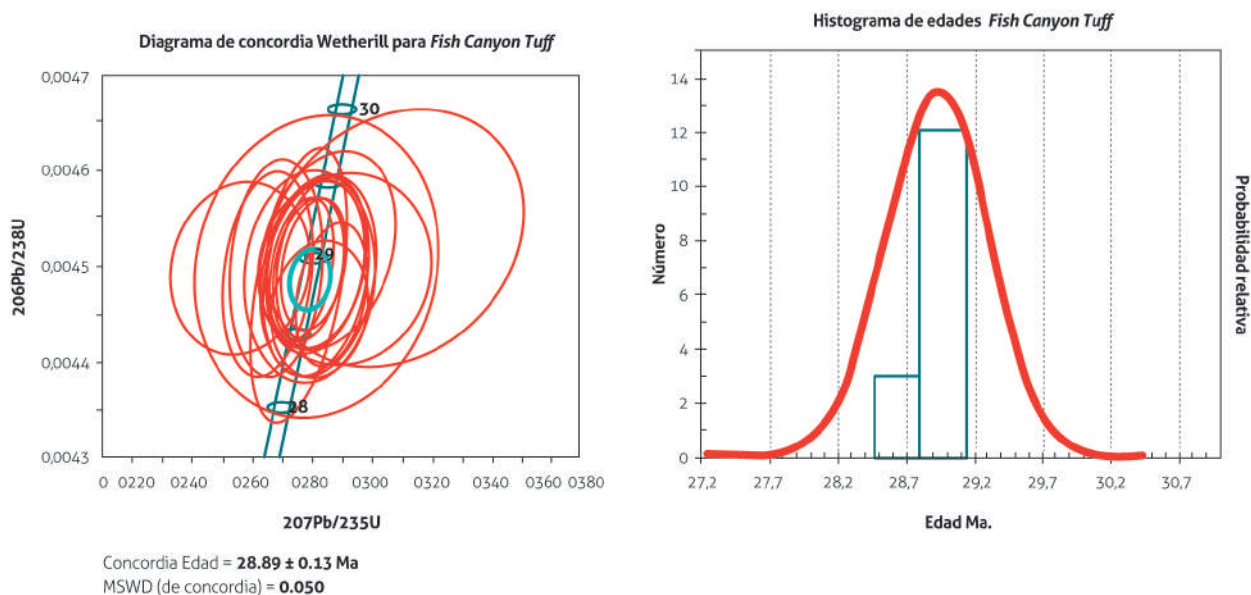 Diagrama de concordia Wetherill para Fish Canyon Tuff
0,0047
0,0046
0,0045
0,0044
0,0043
206Pb/238U
30
29
28
0 0220 0240 0260 0280 0300 0320 0340 0360 0380
207Pb/235U
Concordia Edad = 28.89 ± 0.13 Ma
MSWD (de concordia) = 0.050
Histograma de edades Fish Canyon Tuff
14
12
10
8
6
4
2
0
Número
Probabilidad relativa
27,2 27,7 28,2 28,7 29,2 29,7 30,2 30,7
Edad Ma.